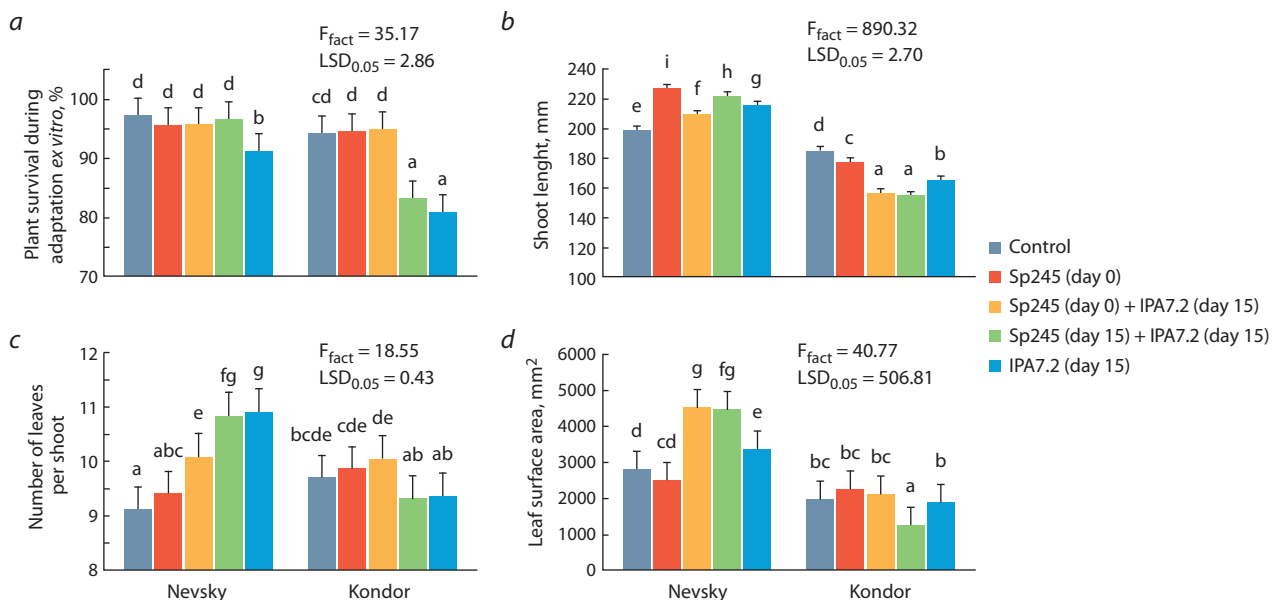 a
F_fact = 35.17
LSD_0.05 = 2.86
Plant survival during
adaptation ex vitro, %
100
90
80
70
d d d d b
cd d d a a
b
F_fact = 890.32
LSD_0.05 = 2.70
Shoot lenght, mm
240
220
200
180
160
140
120
100
e i f h g
d c a a b
Control
Sp245 (day 0)
Sp245 (day 0) + IPA7.2 (day 15)
Sp245 (day 15) + IPA7.2 (day 15)
IPA7.2 (day 15)
c
F_fact = 18.55
LSD_0.05 = 0.43
Number of leaves
per shoot
12
11
10
9
8
a abc e fg g
bcde cde de ab ab
Nevsky Kondor
d
F_fact = 40.77
LSD_0.05 = 506.81
Leaf surface area, mm²
6000
5000
4000
3000
2000
1000
0
d cd g fg e
bc bc bc a b
Nevsky Kondor